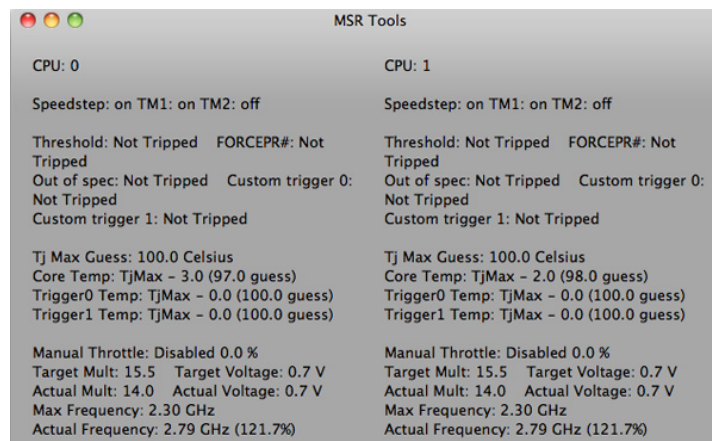 MSR Tools
CPU: 0
Speedstep: on TM1: on TM2: off
Threshold: Not Tripped    FORCEPR#: Not
Tripped
Out of spec: Not Tripped    Custom trigger 0:
Not Tripped
Custom trigger 1: Not Tripped
Tj Max Guess: 100.0 Celsius
Core Temp: TjMax – 3.0 (97.0 guess)
Trigger0 Temp: TjMax – 0.0 (100.0 guess)
Trigger1 Temp: TjMax – 0.0 (100.0 guess)
Manual Throttle: Disabled 0.0 %
Target Mult: 15.5    Target Voltage: 0.7 V
Actual Mult: 14.0    Actual Voltage: 0.7 V
Max Frequency: 2.30 GHz
Actual Frequency: 2.79 GHz (121.7%)
CPU: 1
Speedstep: on TM1: on TM2: off
Threshold: Not Tripped    FORCEPR#: Not
Tripped
Out of spec: Not Tripped    Custom trigger 0:
Not Tripped
Custom trigger 1: Not Tripped
Tj Max Guess: 100.0 Celsius
Core Temp: TjMax – 2.0 (98.0 guess)
Trigger0 Temp: TjMax – 0.0 (100.0 guess)
Trigger1 Temp: TjMax – 0.0 (100.0 guess)
Manual Throttle: Disabled 0.0 %
Target Mult: 15.5    Target Voltage: 0.7 V
Actual Mult: 14.0    Actual Voltage: 0.7 V
Max Frequency: 2.30 GHz
Actual Frequency: 2.79 GHz (121.7%)